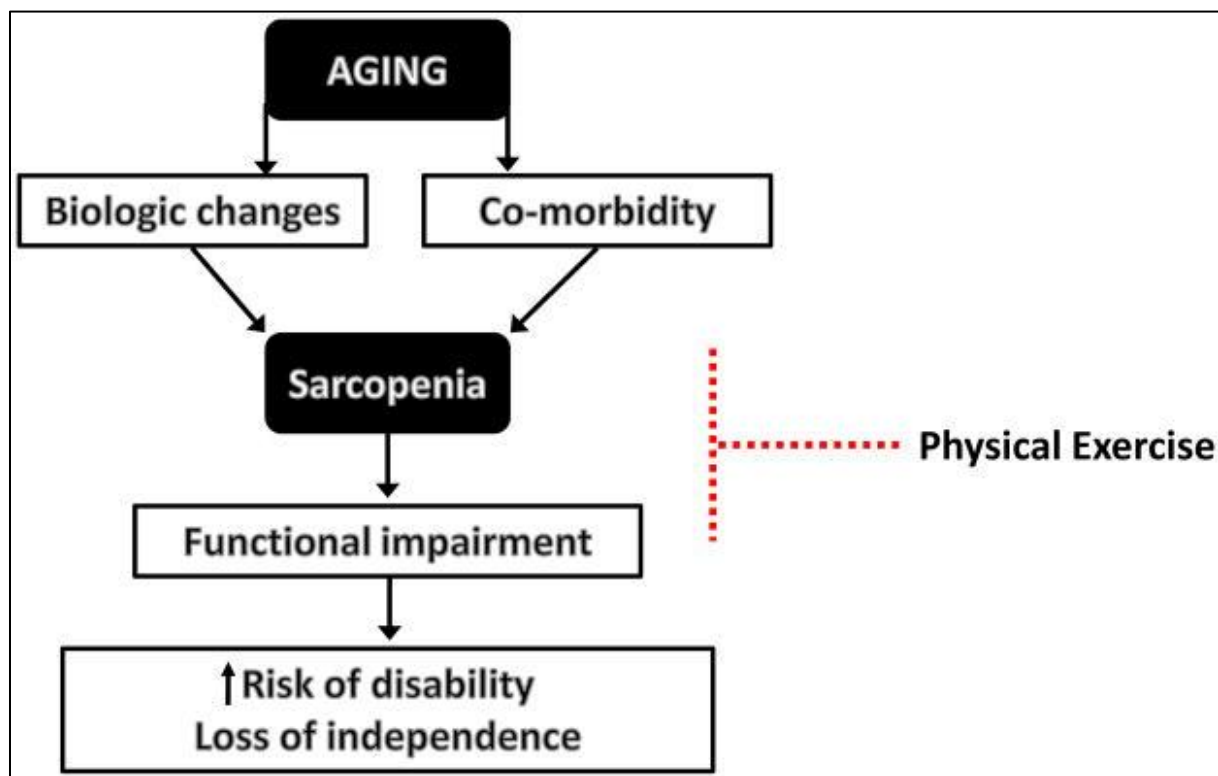 AGING
Biologic changes
Co-morbidity
Sarcopenia
Physical Exercise
Functional impairment
↑Risk of disability
Loss of independence